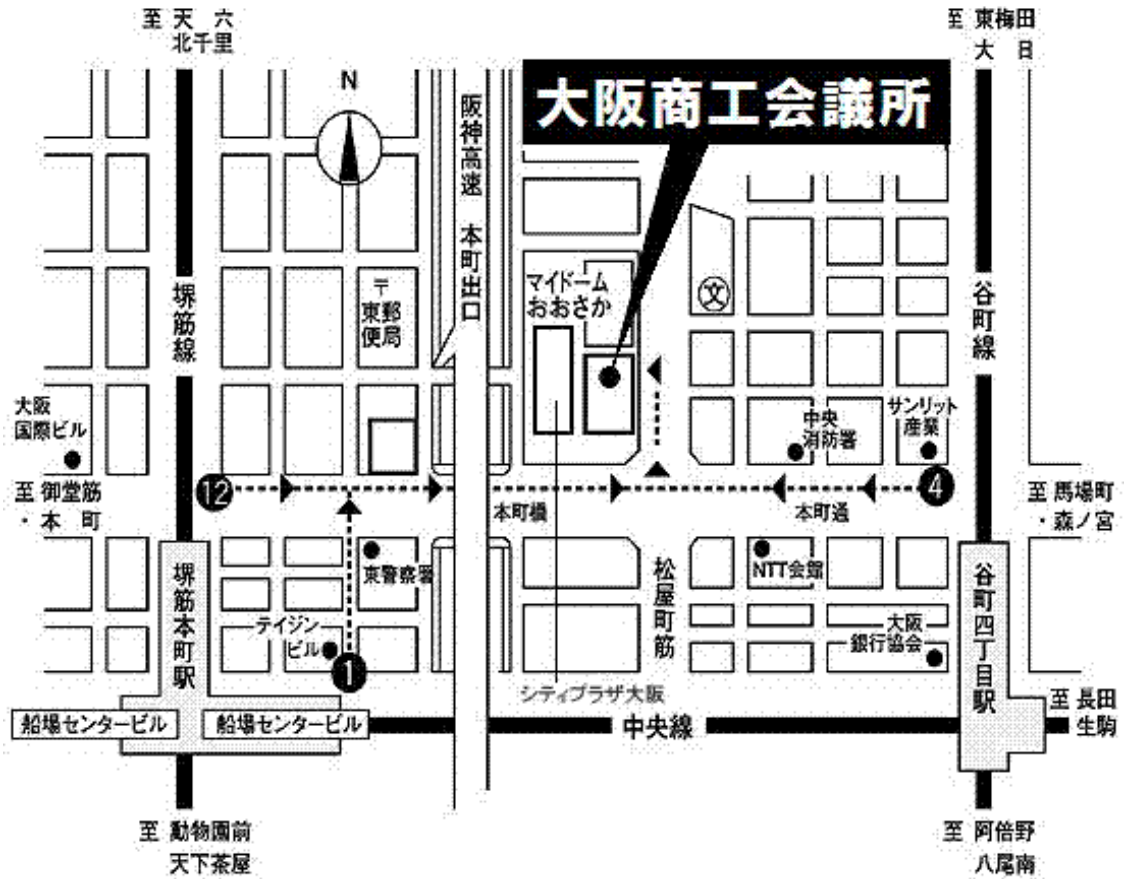 至 天 六
北千里
至 東梅田
大 日
N
阪神高速 本町出口
大阪商工会議所
堺筋線
〒
東郵
便局
マイドーム
おおさか
文
谷町線
大阪
国際ビル
中央
消防署
サンリット
産業
至 御堂筋
・本 町
12
本町橋
本町通
4
至 馬場町
・森ノ宮
堺筋本町駅
東警察署
松屋町筋
NTT会館
谷町四丁目駅
テイジン
ビル
1
大阪
銀行協会
シティプラザ大阪
船場センタービル
船場センタービル
中央線
至 長田
生駒
至 動物園前
天下茶屋
至 阿倍野
八尾南